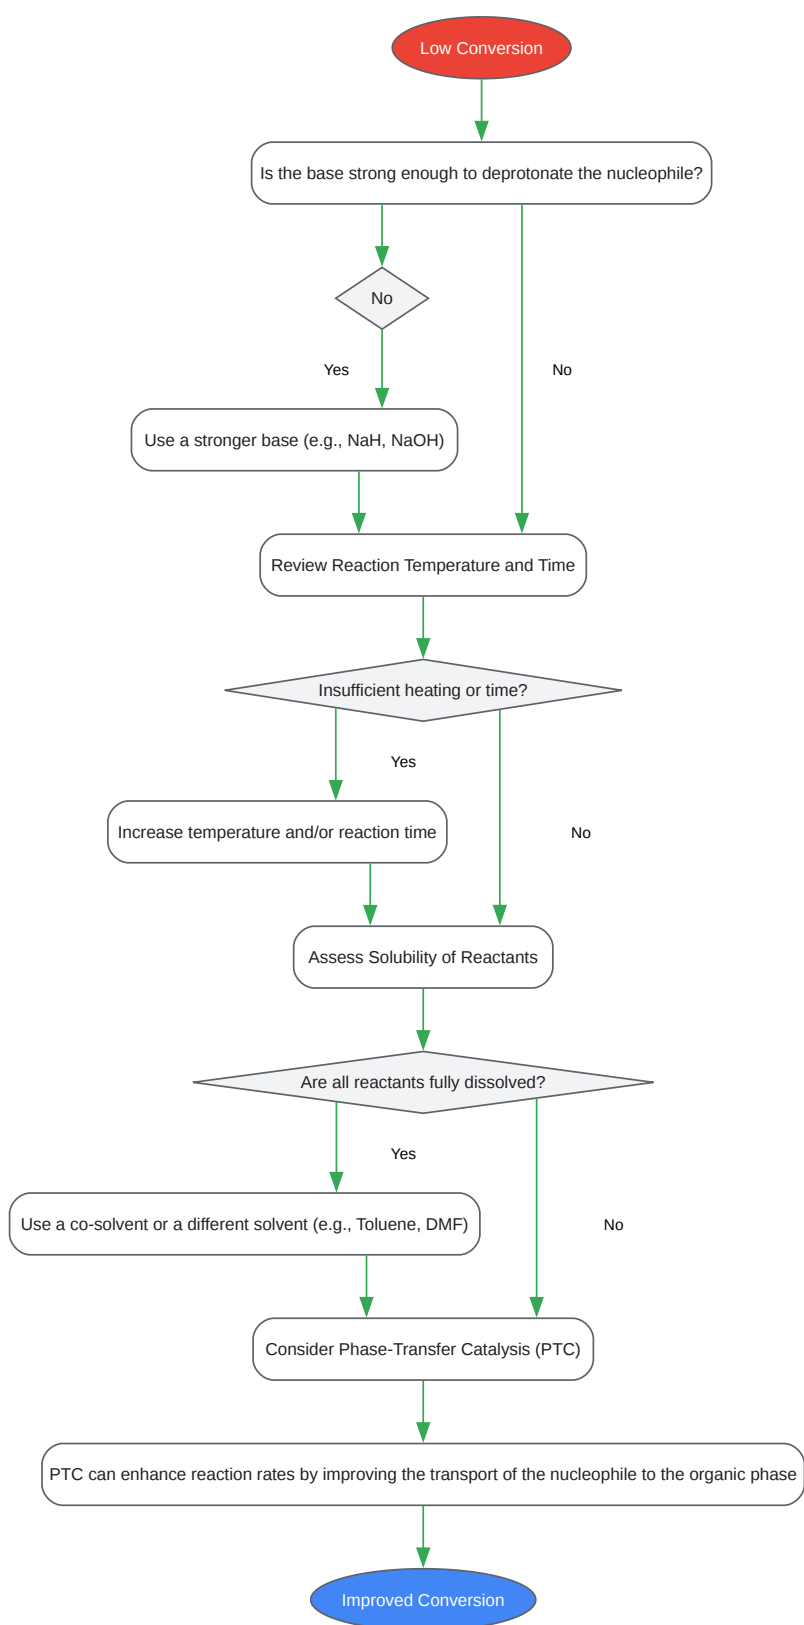 Low Conversion
Is the base strong enough to deprotonate the nucleophile?
No
Yes
No
Use a stronger base (e.g., NaH, NaOH)
Review Reaction Temperature and Time
Insufficient heating or time?
Yes
Increase temperature and/or reaction time
No
Assess Solubility of Reactants
Are all reactants fully dissolved?
Yes
Use a co-solvent or a different solvent (e.g., Toluene, DMF)
No
Consider Phase-Transfer Catalysis (PTC)
PTC can enhance reaction rates by improving the transport of the nucleophile to the organic phase
Improved Conversion